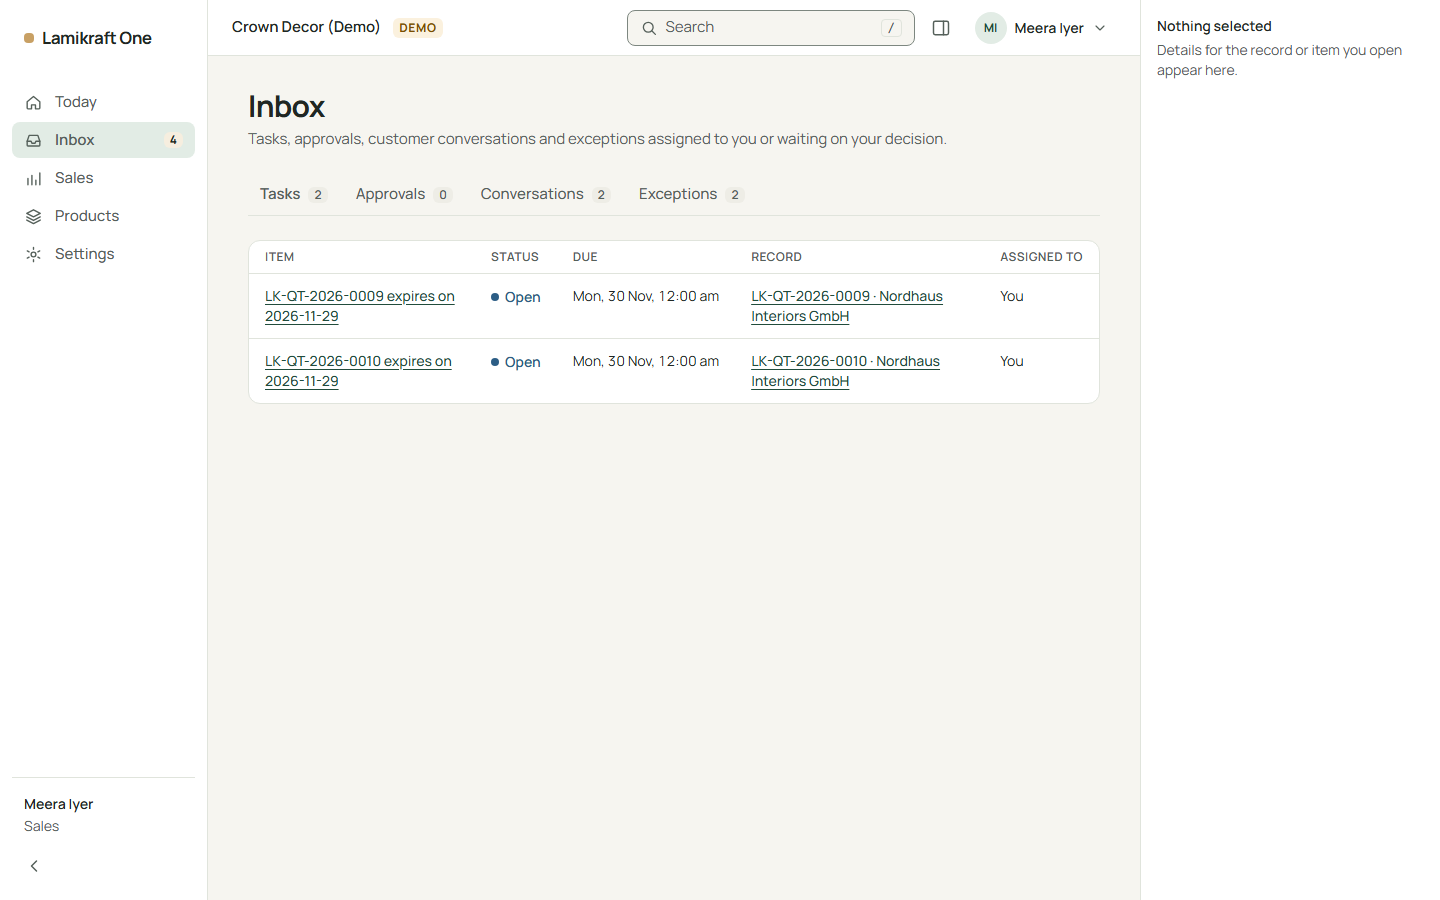 Lamikraft One
Today
Inbox 4
Sales
Products
Settings
Meera Iyer
Sales
Crown Decor (Demo) DEMO
Search /
MI Meera Iyer
Inbox
Tasks, approvals, customer conversations and exceptions assigned to you or waiting on your decision.
Tasks 2 Approvals 0 Conversations 2 Exceptions 2
ITEM STATUS DUE RECORD ASSIGNED TO
LK-QT-2026-0009 expires on Open Mon, 30 Nov, 12:00 am LK-QT-2026-0009 · Nordhaus You
2026-11-29 Interiors GmbH
LK-QT-2026-0010 expires on Open Mon, 30 Nov, 12:00 am LK-QT-2026-0010 · Nordhaus You
2026-11-29 Interiors GmbH
Nothing selected
Details for the record or item you open
appear here.